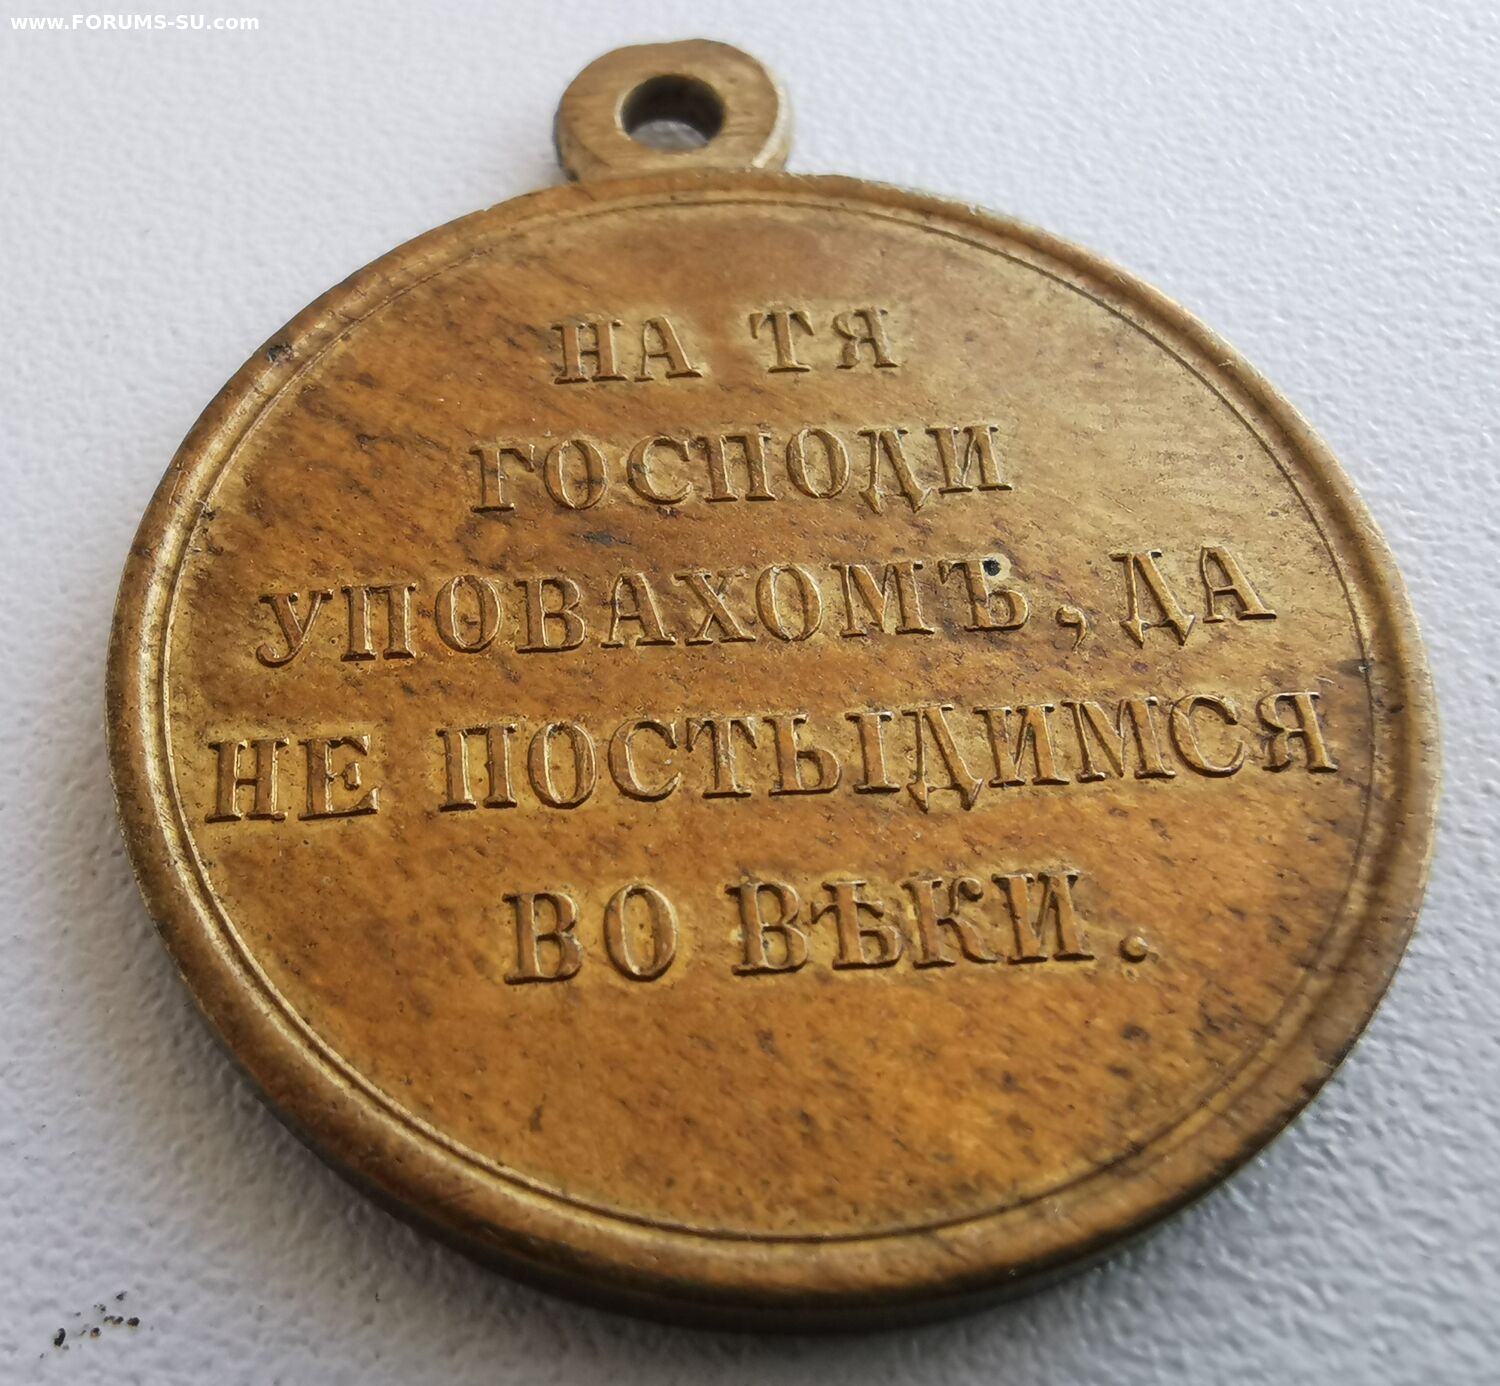 www.FORUMS-SU.com
НА ТЯ
ГОСПОДИ
УПОВАХОМЪ, ДА
НЕ ПОСТЫДИМСЯ
ВО ВѢКИ.